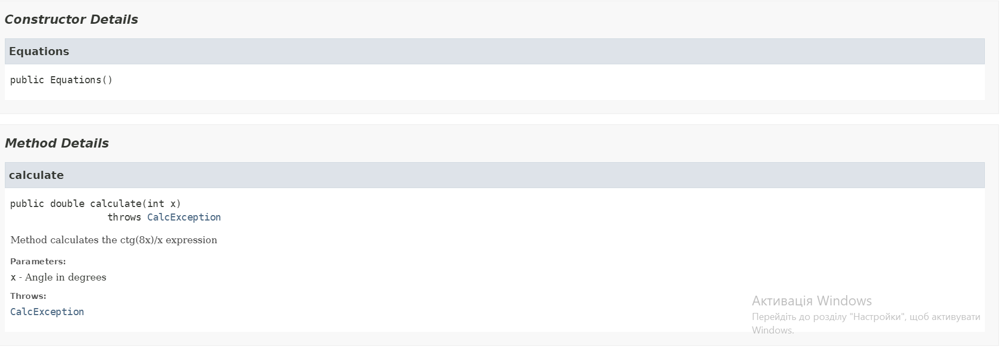 Constructor Details
Equations
public Equations()
Method Details
calculate
public double calculate(int x)
throws CalcException
Method calculates the ctg(8x)/x expression
Parameters:
x - Angle in degrees
Throws:
CalcException
Активація Windows
Перейдіть до розділу "Настройки", щоб активувати
Windows.